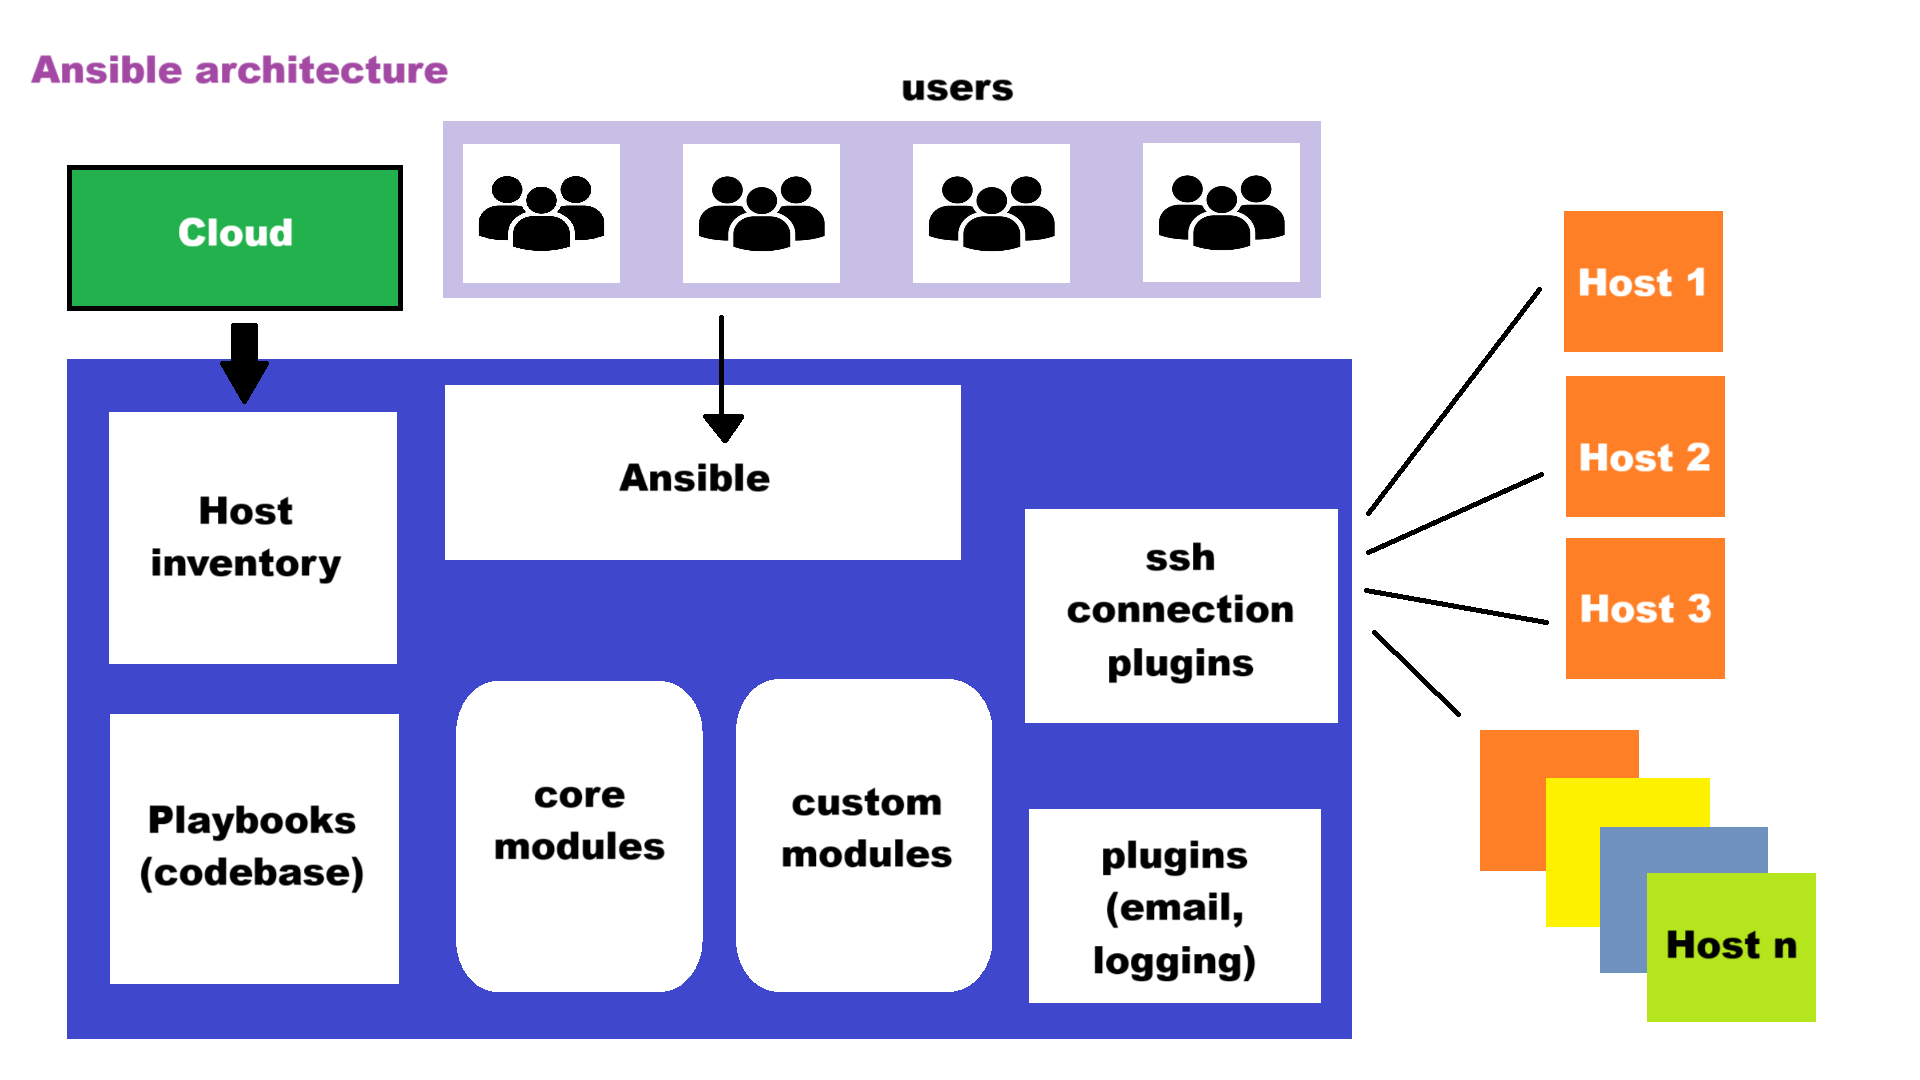 Ansible architecture
users
Cloud
Host
inventory
Ansible
ssh
connection
plugins
Playbooks
(codebase)
core
modules
custom
modules
plugins
(email,
logging)
Host 1
Host 2
Host 3
Host n